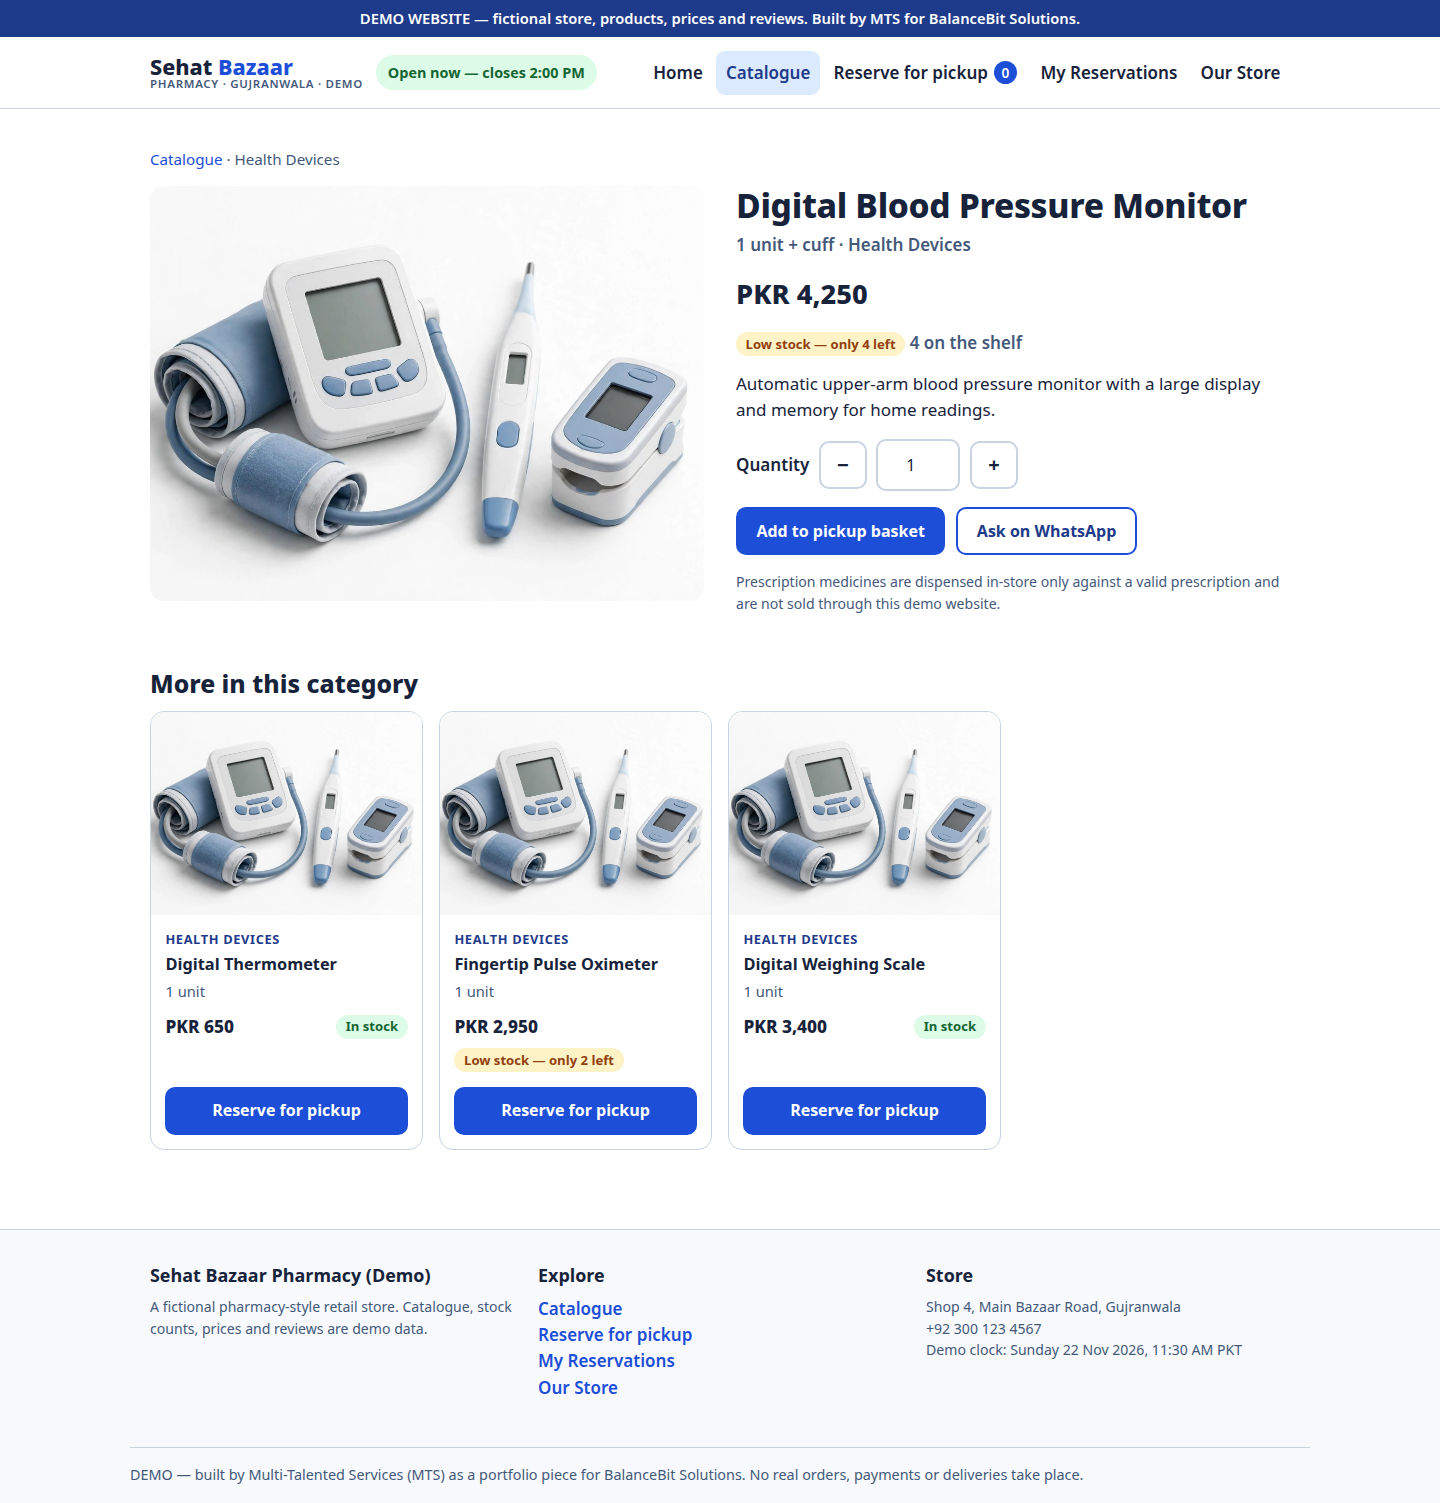 DEMO WEBSITE — fictional store, products, prices and reviews. Built by MTS for BalanceBit Solutions.
Sehat Bazaar
PHARMACY · GUJRANWALA · DEMO
Open now — closes 2:00 PM
Home
Catalogue
Reserve for pickup 0
My Reservations
Our Store
Catalogue · Health Devices
Digital Blood Pressure Monitor
1 unit + cuff · Health Devices
PKR 4,250
Low stock — only 4 left 4 on the shelf
Automatic upper-arm blood pressure monitor with a large display
and memory for home readings.
Quantity − 1 +
Add to pickup basket
Ask on WhatsApp
Prescription medicines are dispensed in-store only against a valid prescription and
are not sold through this demo website.
More in this category
HEALTH DEVICES
Digital Thermometer
1 unit
PKR 650
In stock
Reserve for pickup
HEALTH DEVICES
Fingertip Pulse Oximeter
1 unit
PKR 2,950
Low stock — only 2 left
Reserve for pickup
HEALTH DEVICES
Digital Weighing Scale
1 unit
PKR 3,400
In stock
Reserve for pickup
Sehat Bazaar Pharmacy (Demo)
A fictional pharmacy-style retail store. Catalogue, stock
counts, prices and reviews are demo data.
Explore
Catalogue
Reserve for pickup
My Reservations
Our Store
Store
Shop 4, Main Bazaar Road, Gujranwala
+92 300 123 4567
Demo clock: Sunday 22 Nov 2026, 11:30 AM PKT
DEMO — built by Multi-Talented Services (MTS) as a portfolio piece for BalanceBit Solutions. No real orders, payments or deliveries take place.